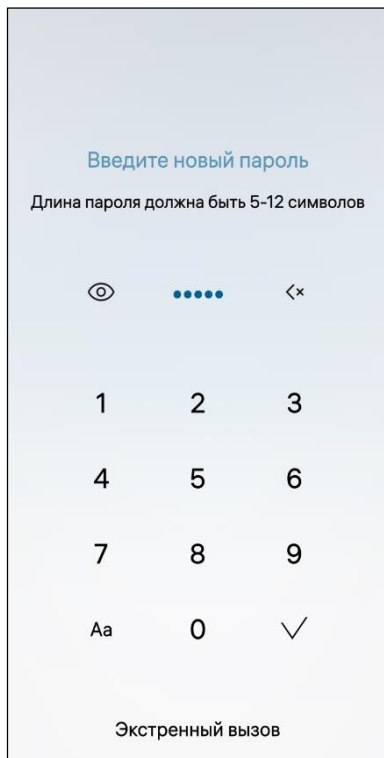 Введите новый пароль
Длина пароля должна быть 5-12 символов
1 2 3
4 5 6
7 8 9
Aa 0
Экстренный вызов